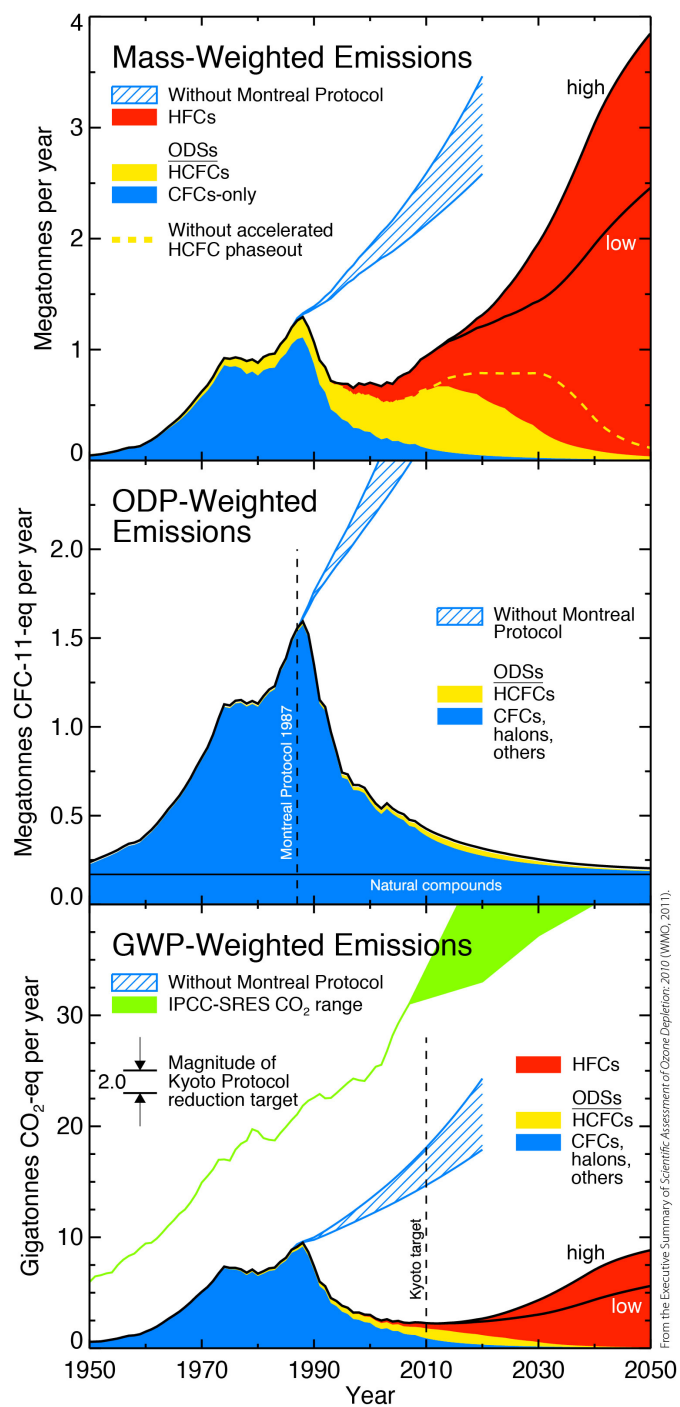 Mass-Weighted Emissions
Without Montreal Protocol
HFCs
ODSs
HCFCs
CFCs-only
Without accelerated
HCFC phaseout
high
low
4
3
2
1
0
Megatonnes per year
ODP-Weighted
Emissions
Without Montreal
Protocol
ODSs
HCFCs
CFCs,
halons,
others
Montreal Protocol 1987
Natural compounds
2.0
1.5
1.0
0.5
0.0
Megatonnes CFC-11-eq per year
GWP-Weighted Emissions
Without Montreal Protocol
IPCC-SRES CO2 range
2.0
Magnitude of
Kyoto Protocol
reduction target
HFCs
ODSs
HCFCs
CFCs,
halons,
others
Kyoto target
high
low
30
20
10
0
Gigatonnes CO2-eq per year
1950 1970 1990 2010 2030 2050
Year
From the Executive Summary of Scientific Assessment of Ozone Depletion: 2010 (WMO, 2011).